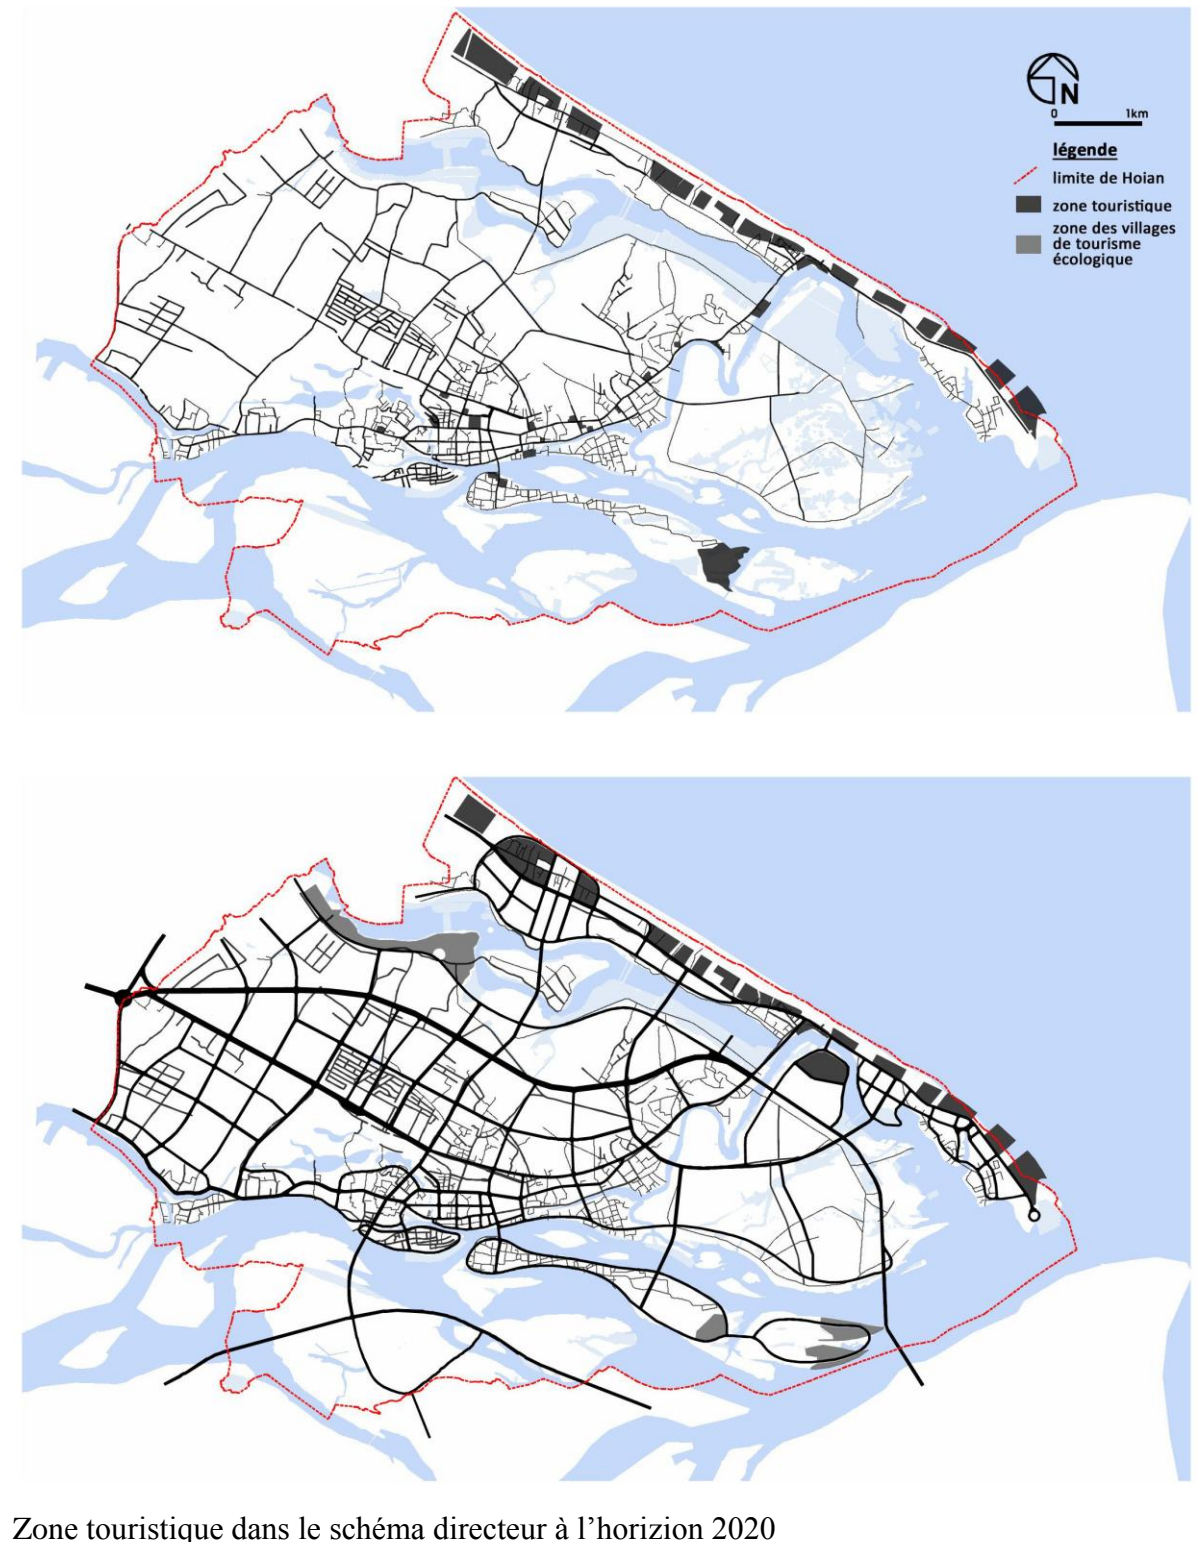 N
0 1km
légende
limite de Hoian
zone touristique
zone des villages
de tourisme
écologique
Zone touristique dans le schéma directeur à l’horizion 2020